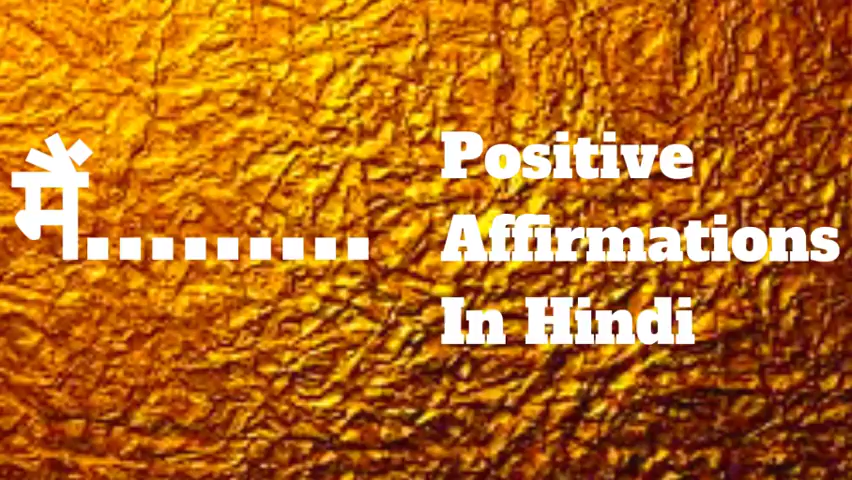 मैं.........
Positive
Affirmations
In Hindi